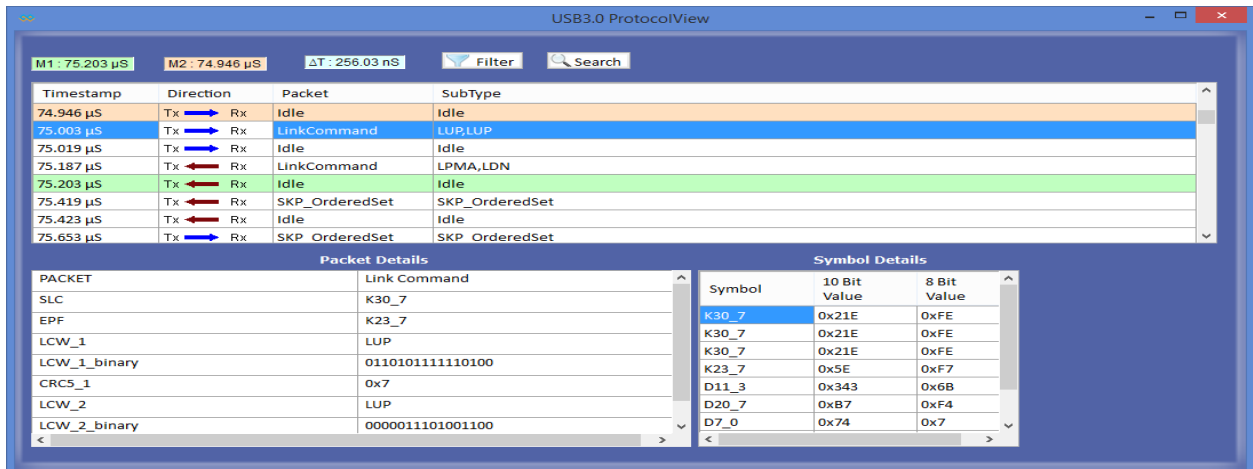 USB3.0 ProtocolView
M1 : 75.203 µS M2 : 74.946 µS ΔT : 256.03 nS Filter Search
Timestamp Direction Packet SubType
74.946 µS Tx Rx Idle Idle
75.003 µS Tx Rx LinkCommand LUP,LUP
75.019 µS Tx Rx Idle Idle
75.187 µS Tx Rx LinkCommand LPMA,LDN
75.203 µS Tx Rx Idle Idle
75.419 µS Tx Rx SKP_OrderedSet SKP_OrderedSet
75.423 µS Tx Rx Idle Idle
75.653 µS Tx Rx SKP_OrderedSet SKP_OrderedSet
Packet Details
PACKET Link Command
SLC K30_7
EPF K23_7
LCW_1 LUP
LCW_1_binary 0110101111110100
CRC5_1 0x7
LCW_2 LUP
LCW_2_binary 0000011101001100
Symbol Details
Symbol 10 Bit Value 8 Bit Value
K30_7 0x21E 0xFE
K30_7 0x21E 0xFE
K30_7 0x21E 0xFE
K23_7 0x5E 0xF7
D11_3 0x343 0x6B
D20_7 0xB7 0xF4
D7_0 0x74 0x7